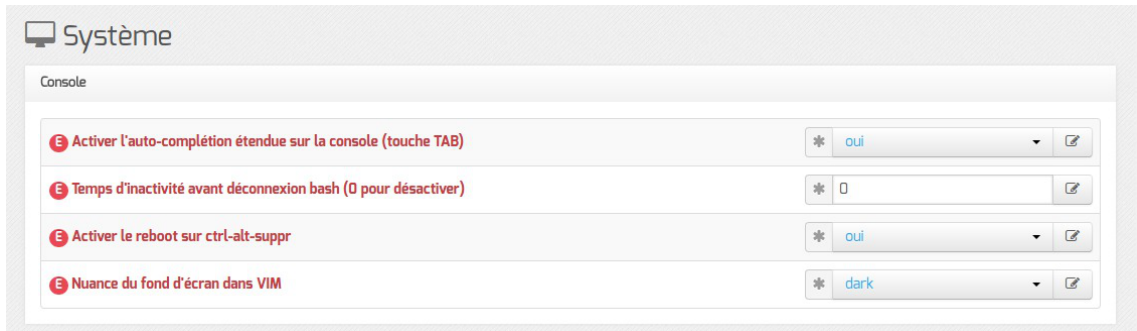 Système
Console
E Activer l'auto-complétion étendue sur la console (touche TAB) * oui
E Temps d'inactivité avant déconnexion bash (0 pour désactiver) * 0
E Activer le reboot sur ctrl-alt-suppr * oui
E Nuance du fond d'écran dans VIM * dark